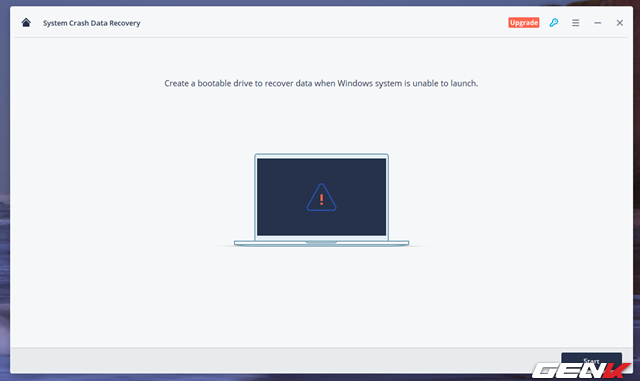 System Crash Data Recovery
Upgrade
Create a bootable drive to recover data when Windows system is unable to launch.
!
Start
GENK